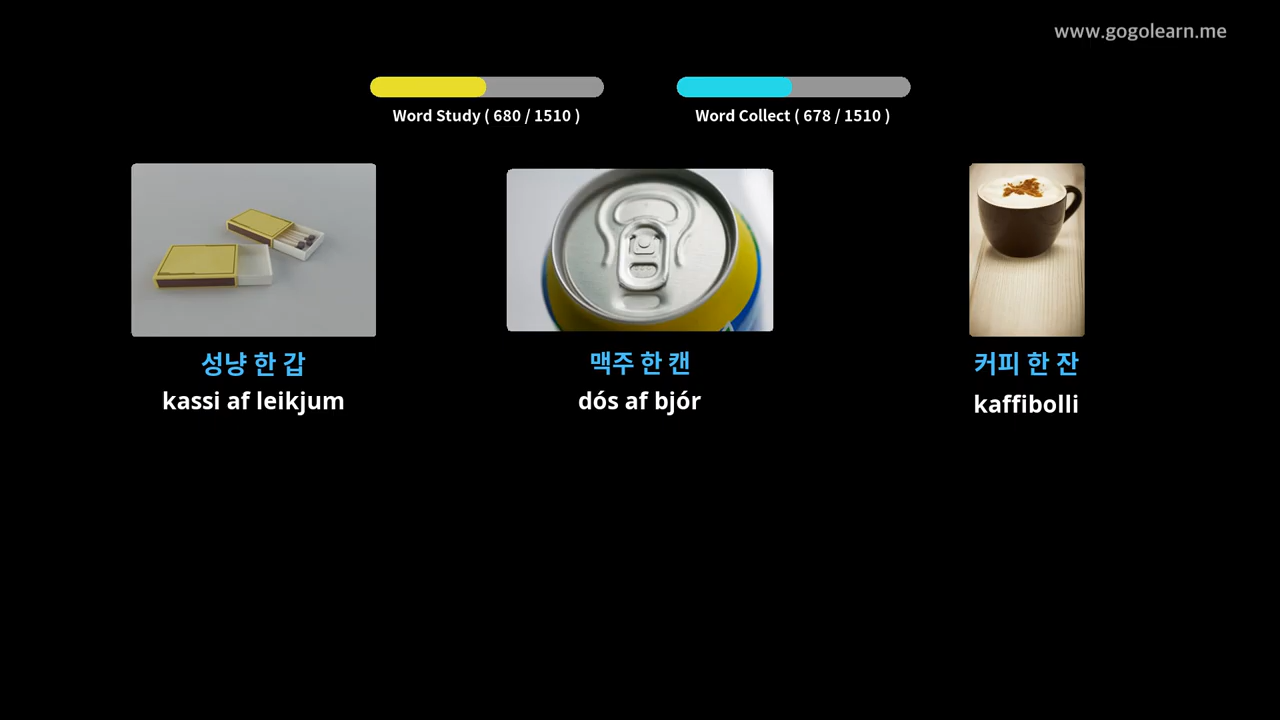 www.gogolearn.me
Word Study ( 680 / 1510 )
Word Collect ( 678 / 1510 )
성냥 한 갑
kassi af leikjum
맥주 한 캔
dós af bjór
커피 한 잔
kaffibolli